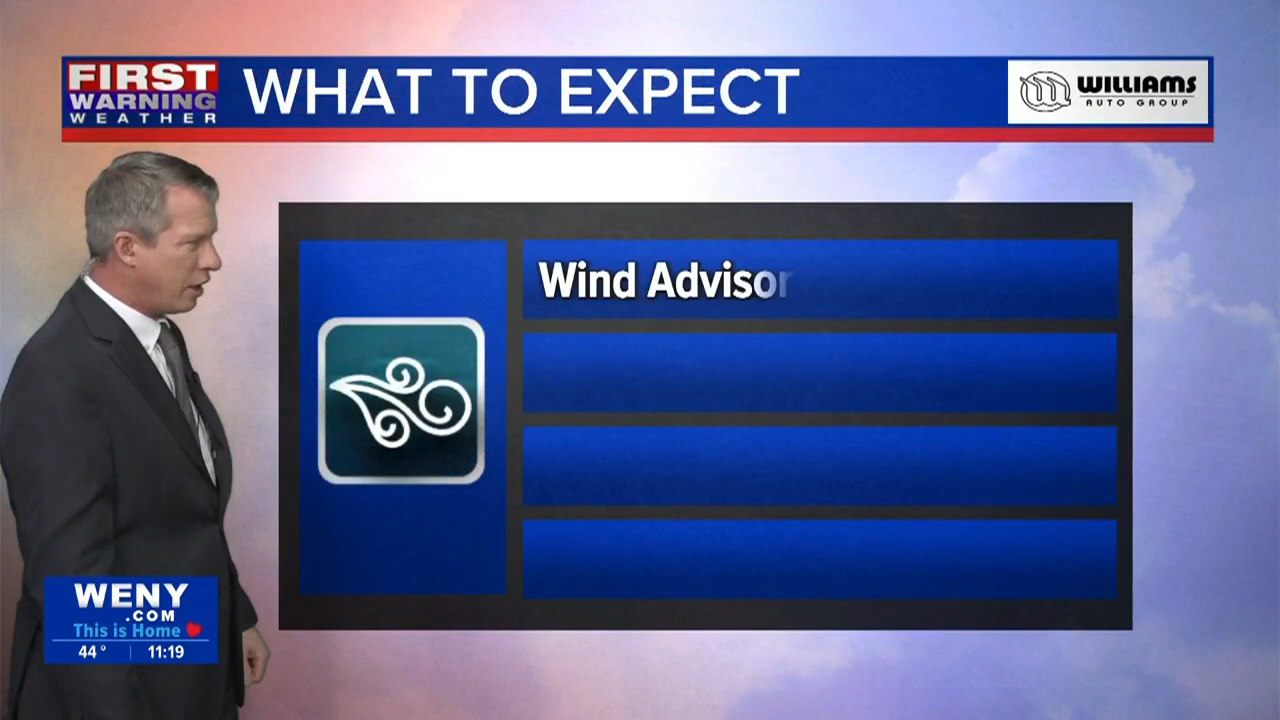 FIRST
WARNING
WEATHER
WHAT TO EXPECT
WILLIAMS
AUTO GROUP
Wind Advisor
WENY
.COM
This is Home
44° 11:19